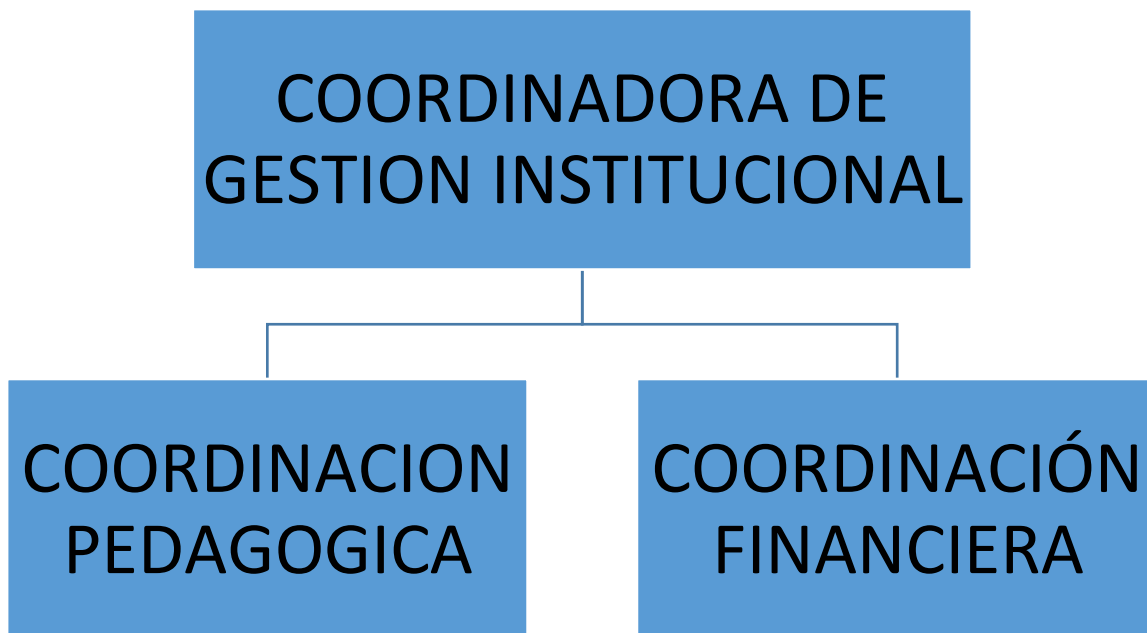 COORDINADORA DE
GESTION INSTITUCIONAL
COORDINACION
PEDAGOGICA
COORDINACIÓN
FINANCIERA